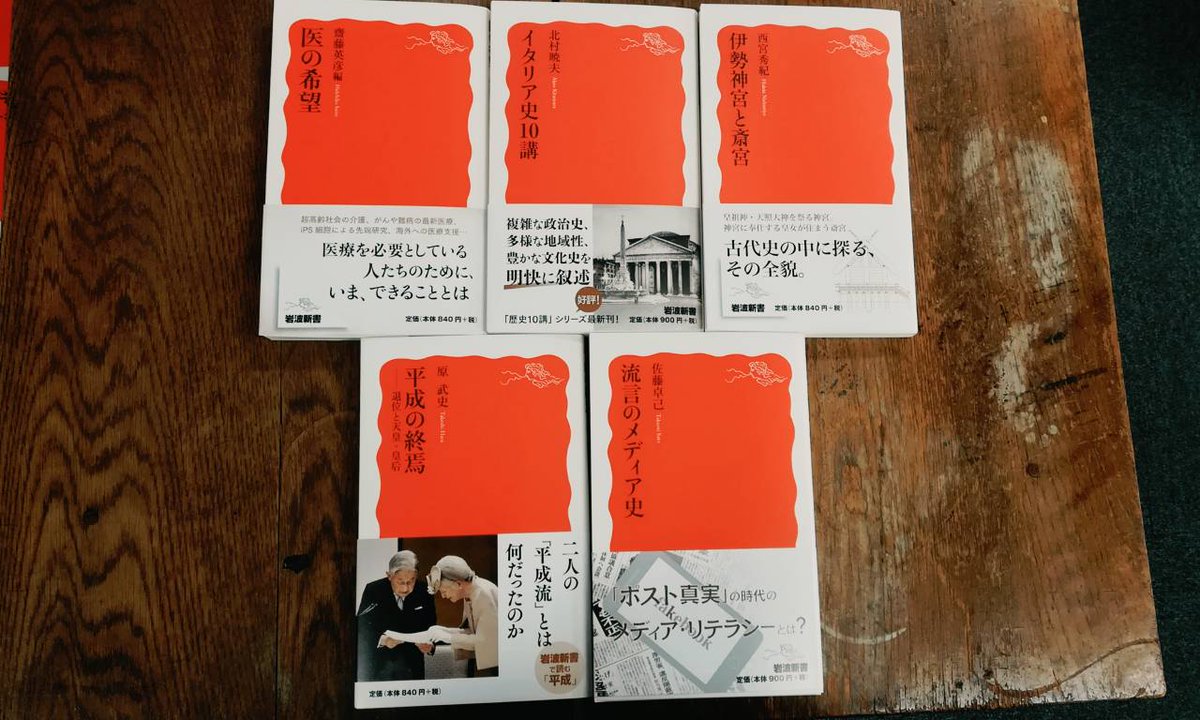 医の希望
齋藤英彦編
Hidehiko Saito
超高齢社会の介護、がんや難病の最新医療、
iPS細胞による先端研究、海外への医療支援…
医療を必要としている
人たちのために、
いま、できることとは
岩波新書
定価(本体 840 円+税)
イタリア史10講
北村暁夫
Akeo Kitamura
複雑な政治史、
多様な地域性、
豊かな文化史を
明快に叙述
好評!
「歴史10講」シリーズ最新刊!
岩波新書
定価(本体 900 円+税)
伊勢神宮と斎宮
西宮秀紀
Hideki Nishimiya
皇祖神・天照大神を祭る神宮。
神宮に奉仕する皇女が住まう斎宮
古代史の中に探る、
その全貌。
岩波新書
定価(本体 840 円+税)
平成の終焉
──退位と天皇・皇后
原 武史
Takeshi Hara
二人の
「平成流」とは
何だったのか
岩波新書
で読む
「平成」
定価(本体 840 円+税)
流言のメディア史
佐藤卓己
Takumi Sato
「ポスト真実」の時代の
メディア・リテラシーとは?
岩波新書
定価(本体 900 円+税)